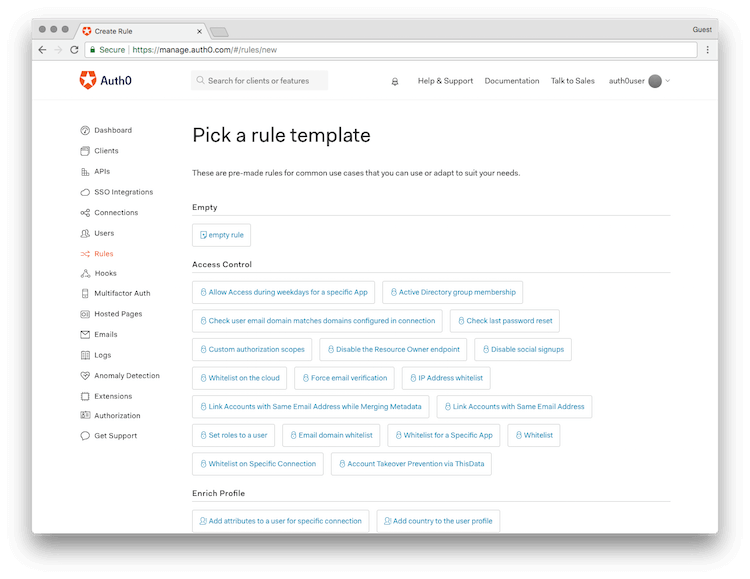 Create Rule
Guest
Secure https://manage.auth0.com/#/rules/new
Auth0
Search for clients or features
Help & Support Documentation Talk to Sales auth0user
Dashboard
Clients
APIs
SSO Integrations
Connections
Users
Rules
Hooks
Multifactor Auth
Hosted Pages
Emails
Logs
Anomaly Detection
Extensions
Authorization
Get Support
Pick a rule template
These are pre-made rules for common use cases that you can use or adapt to suit your needs.
Empty
empty rule
Access Control
Allow Access during weekdays for a specific App Active Directory group membership
Check user email domain matches domains configured in connection Check last password reset
Custom authorization scopes Disable the Resource Owner endpoint Disable social signups
Whitelist on the cloud Force email verification IP Address whitelist
Link Accounts with Same Email Address while Merging Metadata Link Accounts with Same Email Address
Set roles to a user Email domain whitelist Whitelist for a Specific App Whitelist
Whitelist on Specific Connection Account Takeover Prevention via ThisData
Enrich Profile
Add attributes to a user for specific connection Add country to the user profile